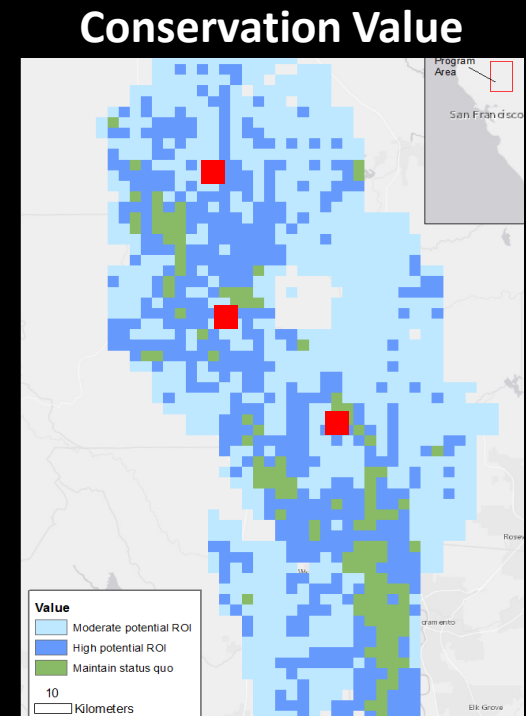 Conservation Value
Program
Area
San Francisco
Value
Moderate potential ROI
High potential ROI
Maintain status quo
10
Kilometers
Elk Grove